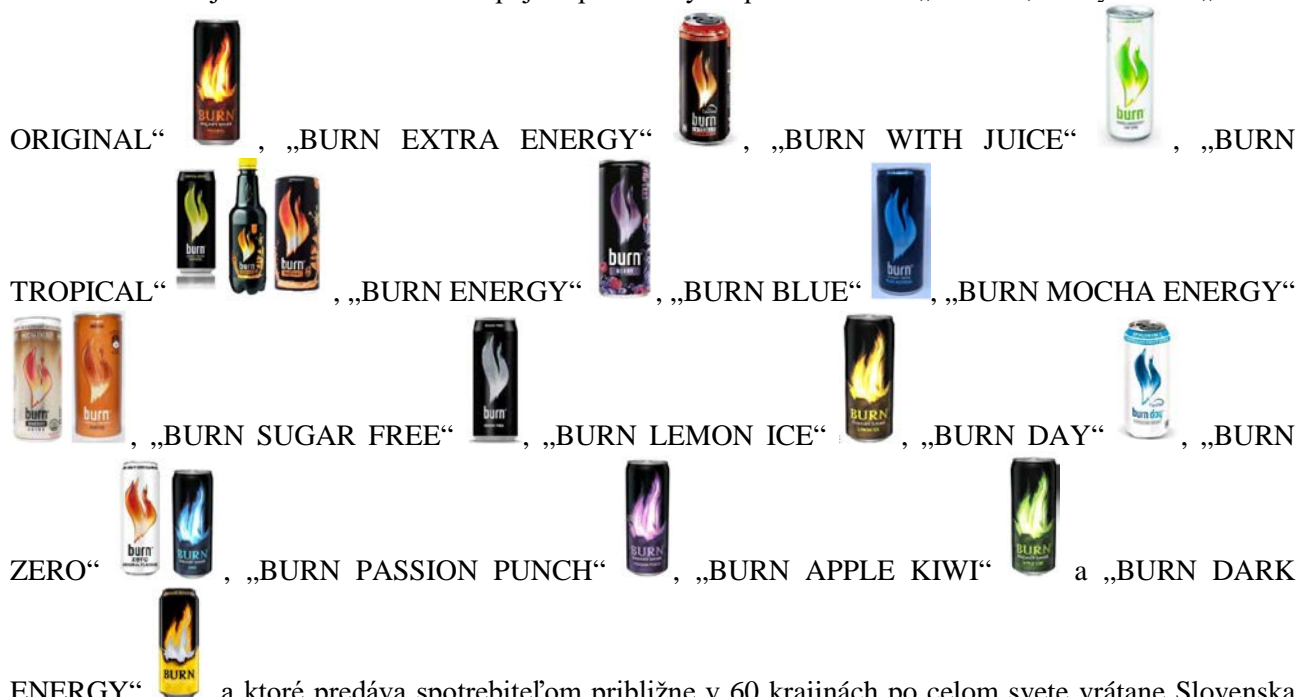 ORIGINAL“ , „BURN EXTRA ENERGY“ , „BURN WITH JUICE“ , „BURN
TROPICAL“ , „BURN ENERGY“ , „BURN BLUE“ , „BURN MOCHA ENERGY“
, „BURN SUGAR FREE“ , „BURN LEMON ICE“ , „BURN DAY“ , „BURN
ZERO“ , „BURN PASSION PUNCH“ , „BURN APPLE KIWI“ a „BURN DARK
ENERGY“ a ktoré predáva spotrebiteľom približne v 60 krajinách po celom svete vrátane Slovenska